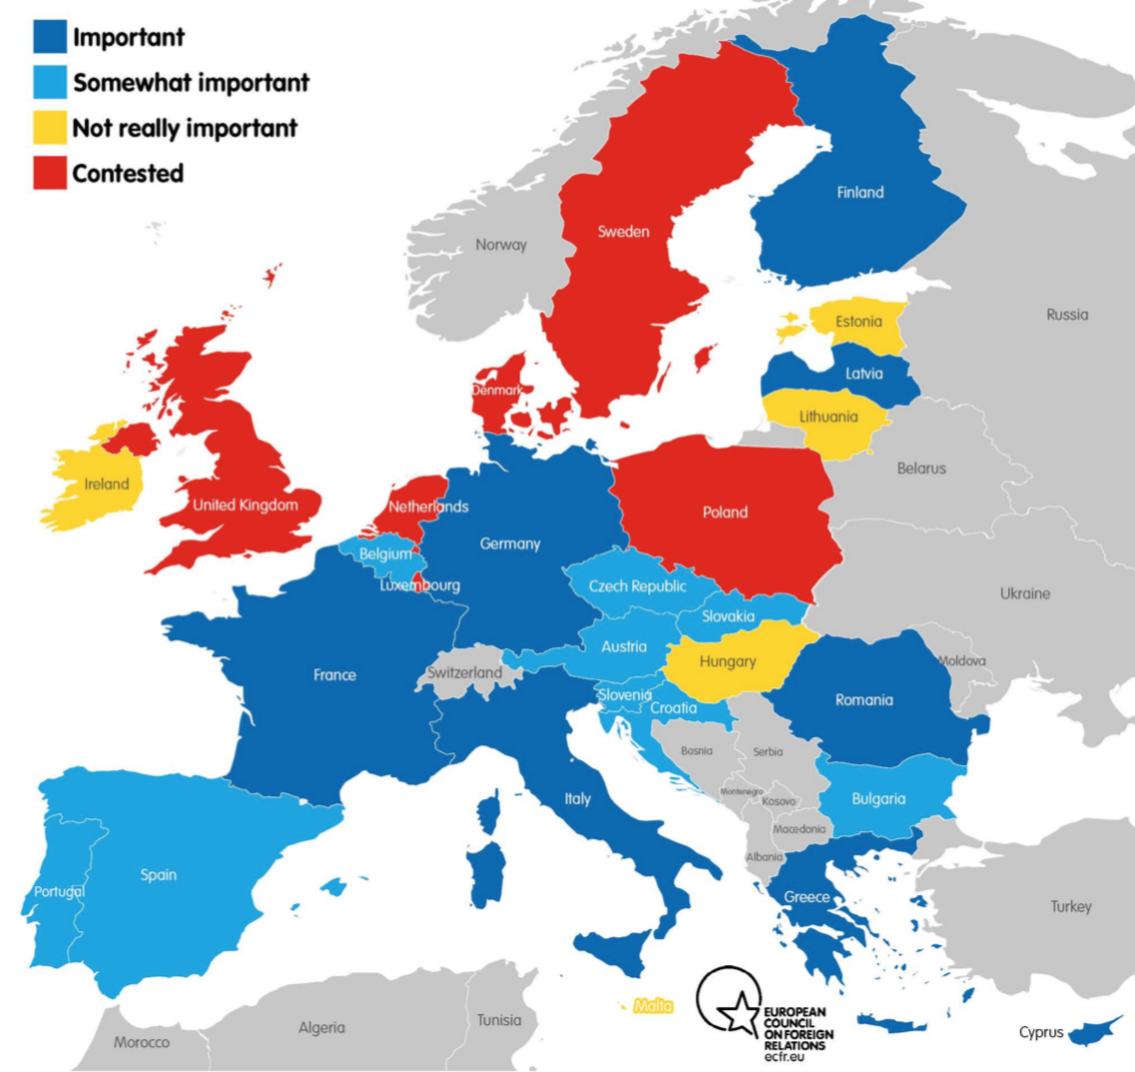 Important
Somewhat important
Not really important
Contested
Finland
Sweden
Norway
Russia
Estonia
Latvia
Denmark
Lithuania
Belarus
Ireland
United Kingdom
Netherlands
Poland
Germany
Belgium
Luxembourg
Czech Republic
Ukraine
Slovakia
Austria
Hungary
Moldova
France
Switzerland
Slovenia
Croatia
Romania
Bosnia
Serbia
Italy
Montenegro
Kosovo
Bulgaria
Macedonia
Albania
Spain
Portugal
Greece
Turkey
Malta
EUROPEAN
COUNCIL
ON FOREIGN
RELATIONS
ecfr.eu
Cyprus
Tunisia
Algeria
Morocco